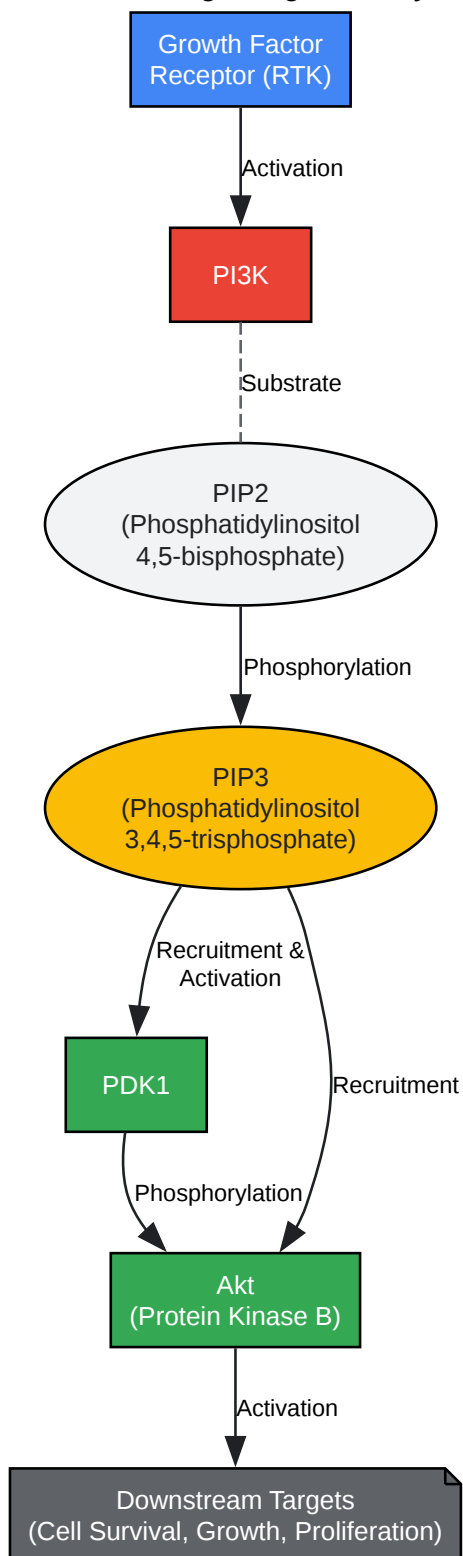 Growth Factor
Receptor (RTK)
Activation
PI3K
Substrate
PIP2
(Phosphatidylinositol
4,5-bisphosphate)
Phosphorylation
PIP3
(Phosphatidylinositol
3,4,5-trisphosphate)
Recruitment &
Activation
PDK1
Recruitment
Phosphorylation
Akt
(Protein Kinase B)
Activation
Downstream Targets
(Cell Survival, Growth, Proliferation)